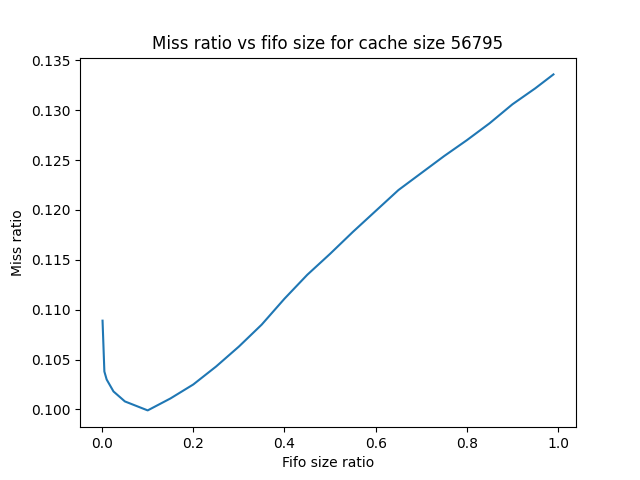 Miss ratio vs fifo size for cache size 56795
0.135
0.130
0.125
0.120
0.115
0.110
0.105
0.100
Miss ratio
0.0 0.2 0.4 0.6 0.8 1.0
Fifo size ratio